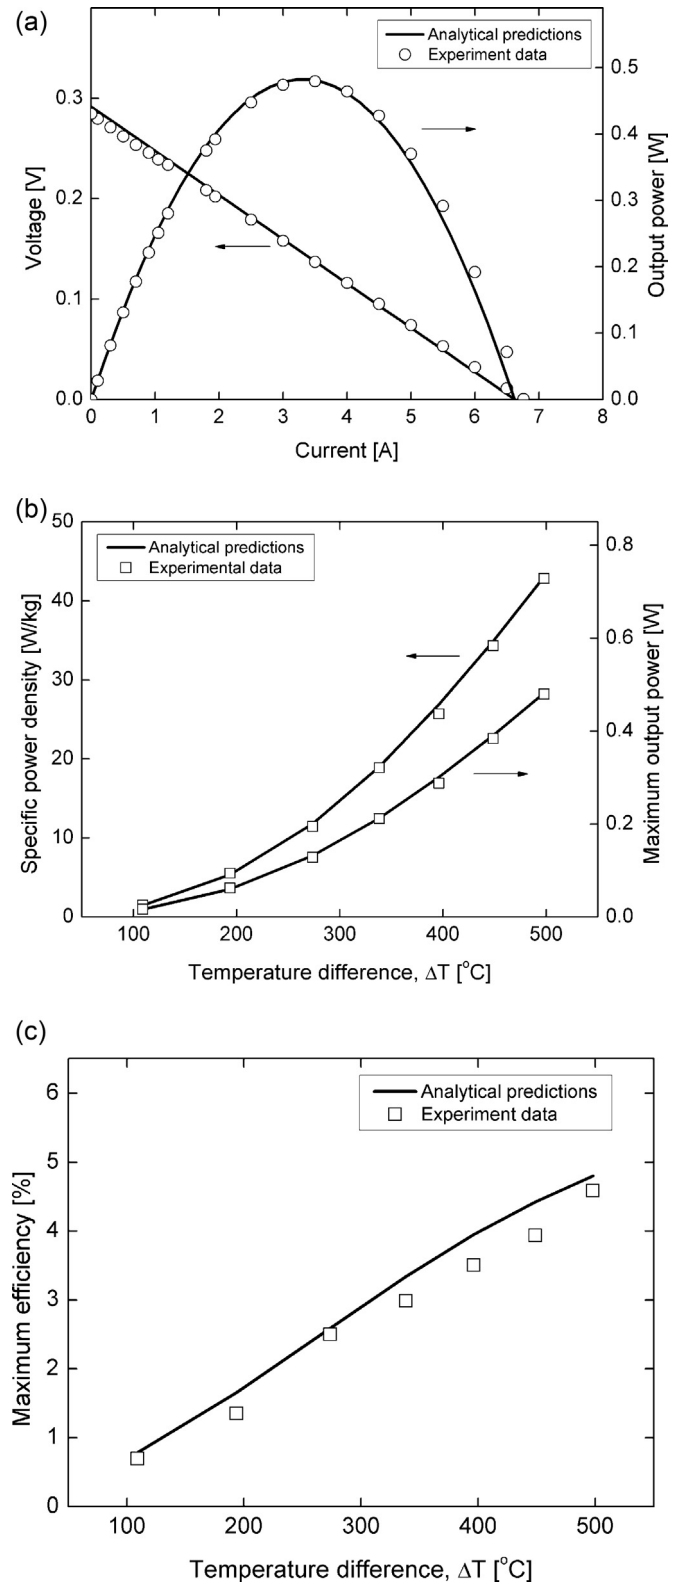 (a)
Analytical predictions
Experiment data
0.3
0.2
0.1
0.0
Voltage [V]
0.5
0.4
0.3
0.2
0.1
0.0
Output power [W]
0 1 2 3 4 5 6 7 8
Current [A]
(b)
Analytical predictions
Experimental data
50
40
30
20
10
0
Specific power density [W/kg]
0.8
0.6
0.4
0.2
0.0
Maximum output power [W]
100 200 300 400 500
Temperature difference, ΔT [°C]
(c)
Analytical predictions
Experiment data
6
5
4
3
2
1
0
Maximum efficiency [%]
100 200 300 400 500
Temperature difference, ΔT [°C]